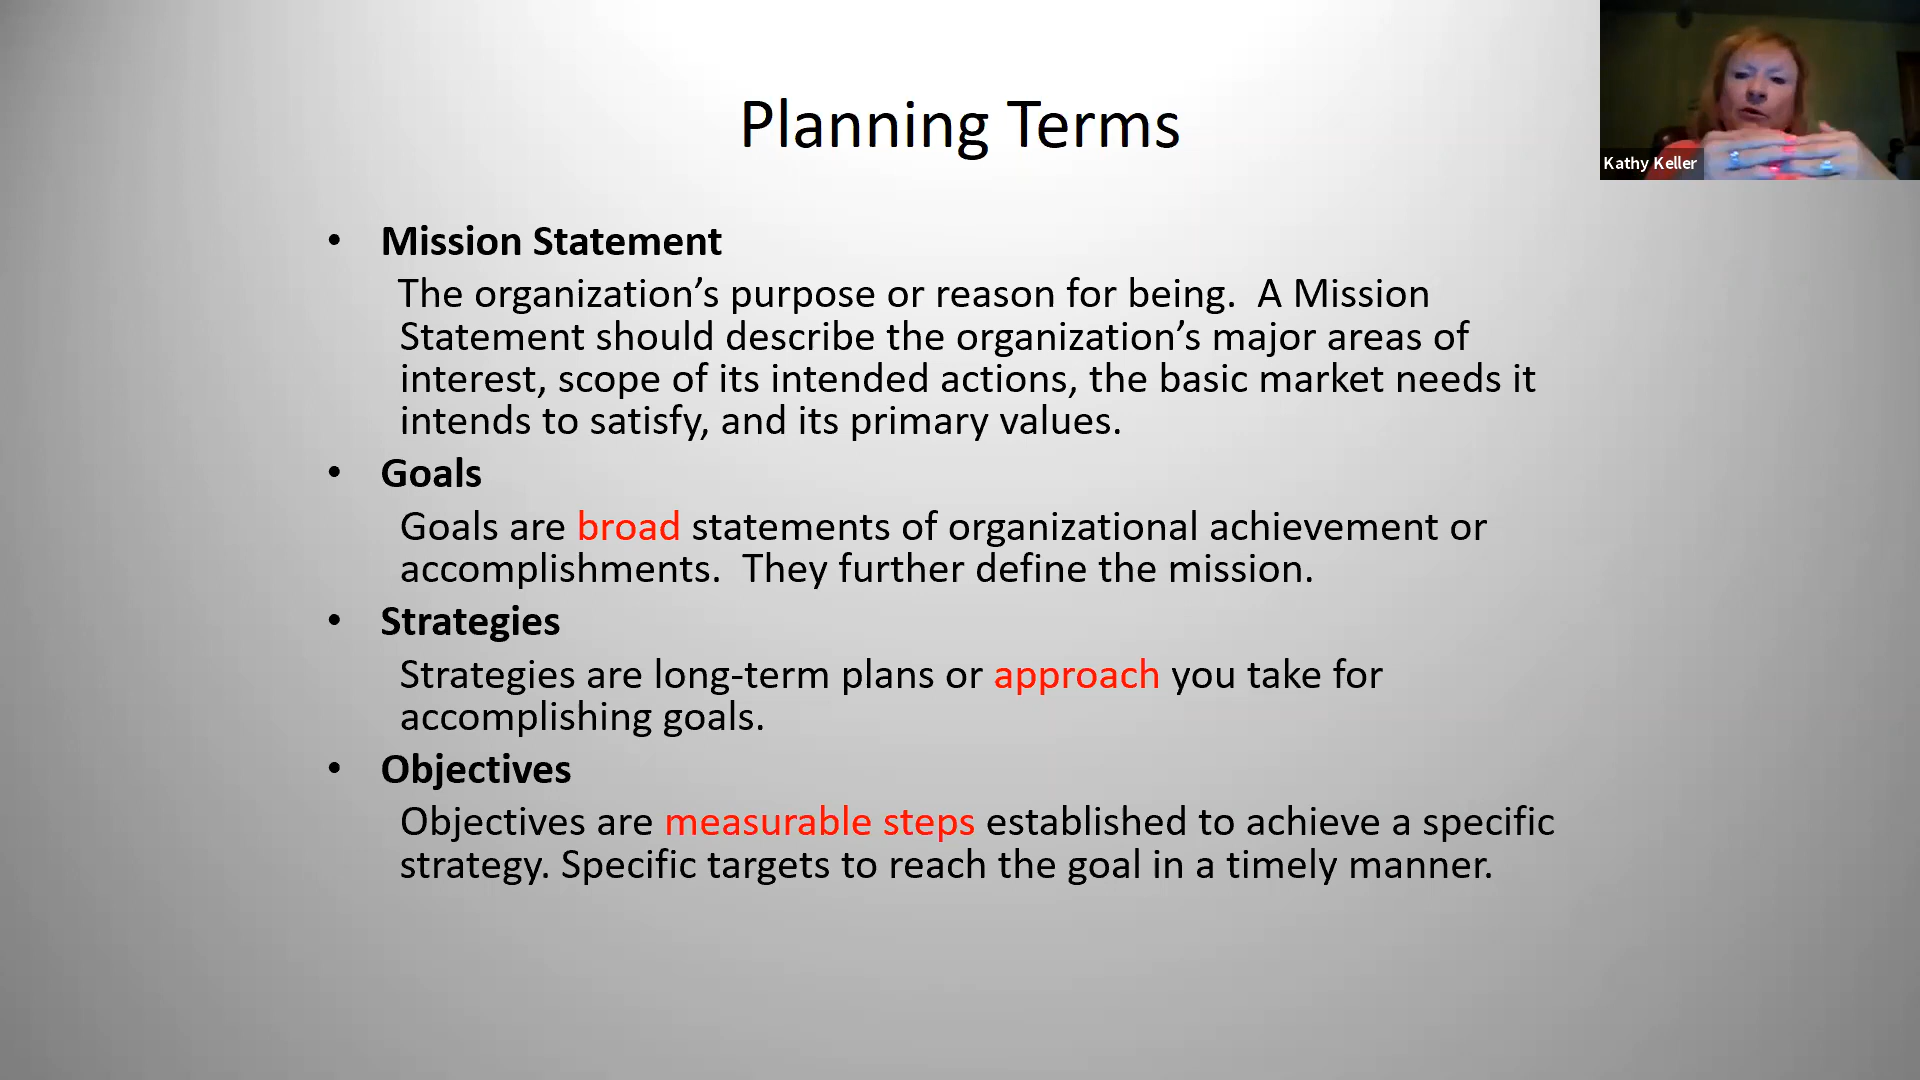 Planning Terms
Kathy Keller
• Mission Statement
The organization’s purpose or reason for being.  A Mission
Statement should describe the organization’s major areas of
interest, scope of its intended actions, the basic market needs it
intends to satisfy, and its primary values.
• Goals
Goals are broad statements of organizational achievement or
accomplishments.  They further define the mission.
• Strategies
Strategies are long-term plans or approach you take for
accomplishing goals.
• Objectives
Objectives are measurable steps established to achieve a specific
strategy. Specific targets to reach the goal in a timely manner.